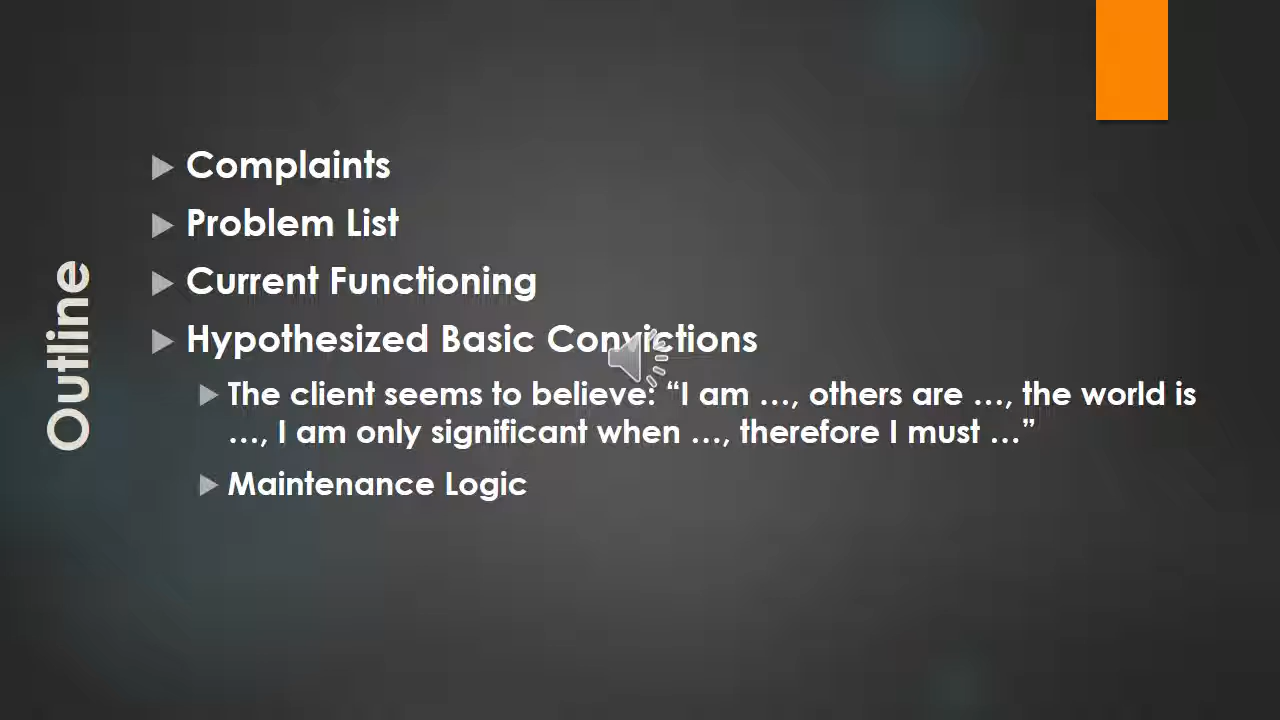 Outline
Complaints
Problem List
Current Functioning
Hypothesized Basic Convictions
The client seems to believe: “I am …, others are …, the world is
…, I am only significant when …, therefore I must …”
Maintenance Logic